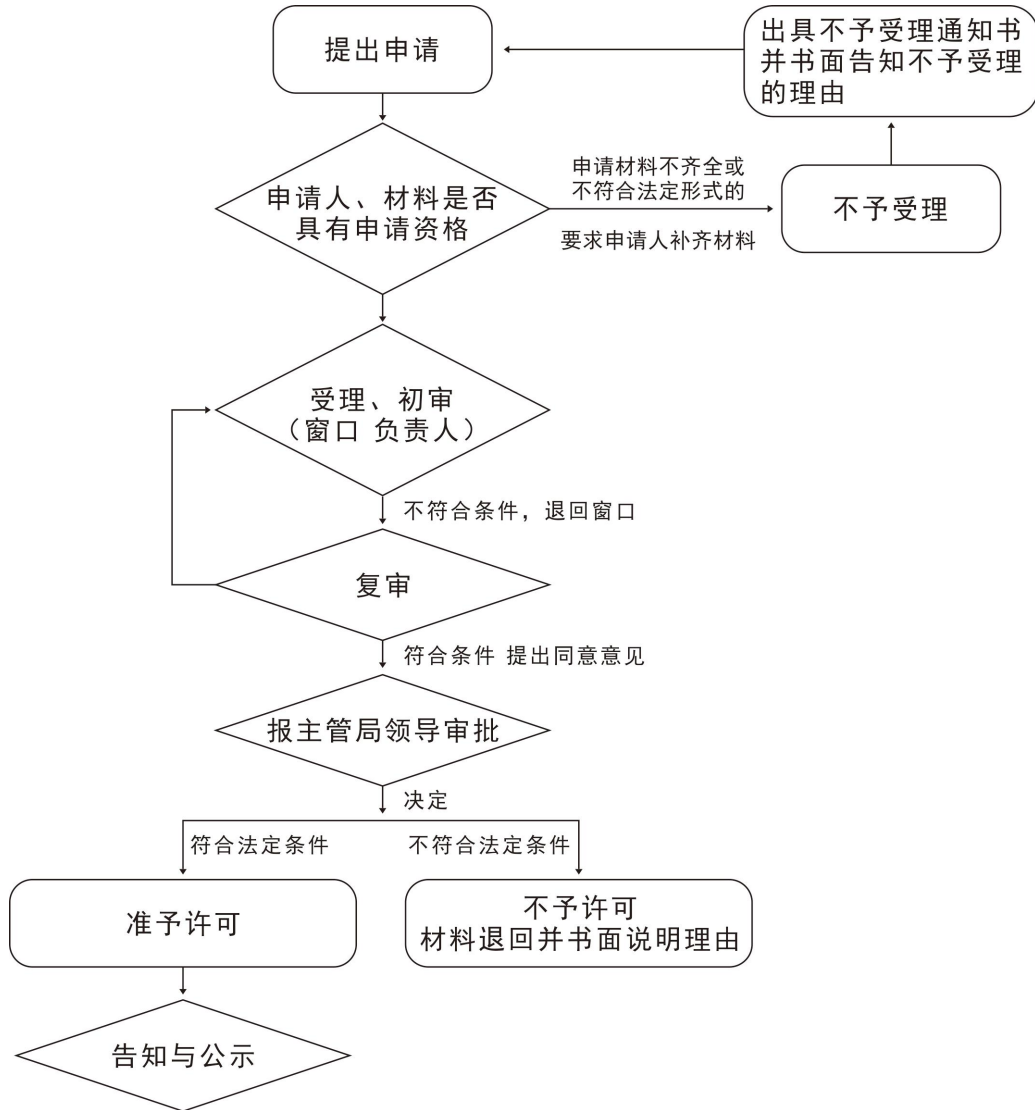 提出申请
出具不予受理通知书
并书面告知不予受理
的理由
申请人、材料是否
具有申请资格
申请材料不齐全或
不符合法定形式的
要求申请人补齐材料
不予受理
受理、初审
（窗口 负责人）
不符合条件，退回窗口
复审
符合条件 提出同意意见
报主管局领导审批
决定
符合法定条件
不符合法定条件
准予许可
不予许可
材料退回并书面说明理由
告知与公示